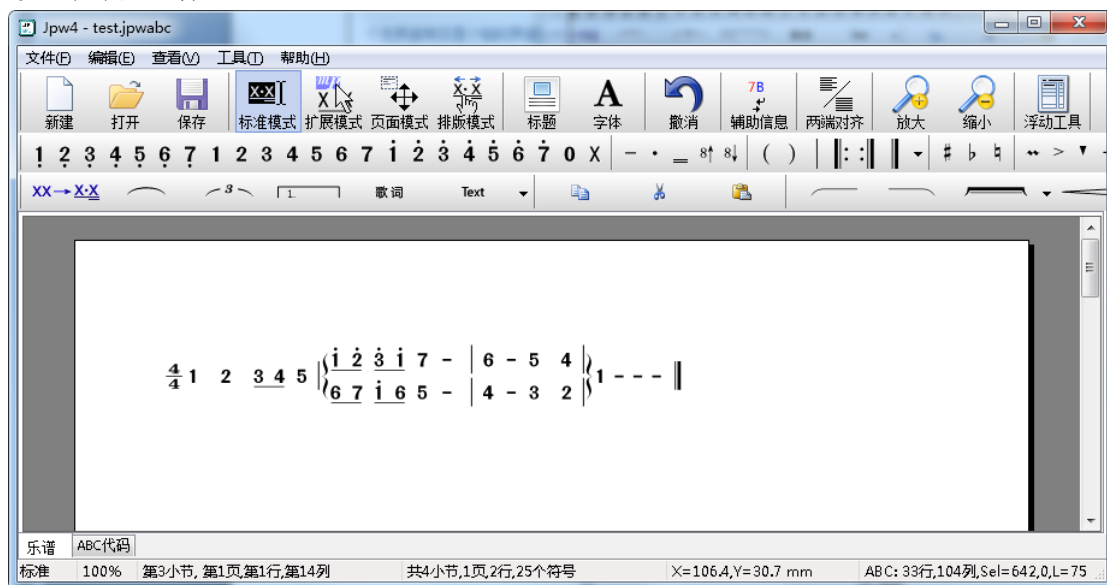 Jpw4 - test.jpwabc
文件(F) 编辑(E) 查看(V) 工具(T) 帮助(H)
7B
新建 打开 保存 标准模式 扩展模式 页面模式 排版模式 标题 字体 撤消 辅助信息 两端对齐 放大 缩小 浮动工具
1̣ 2̣ 3̣ 4̣ 5̣ 6̣ 7̣ 1 2 3 4 5 6 7 1̇ 2̇ 3̇ 4̇ 5̇ 6̇ 7̇ 0 X – · _ 8↑ 8↓ ( ) | ‖: :‖ ‖ # ♭ ♮ >
XX→X·X 3 1. 歌词 Text
4/4 1 2 3 4 5 | { 1̇ 2̇ 3̇ 1̇ 7 - | 6 - 5 4 } 1 - - - ‖
6 7 1̇ 6 5 - | 4 - 3 2
乐谱 ABC代码
标准 100% 第3小节, 第1页,第1行,第14列 共4小节,1页,2行,25个符号 X=106.4,Y=30.7 mm ABC: 33行,104列,Sel=642,0,L=75